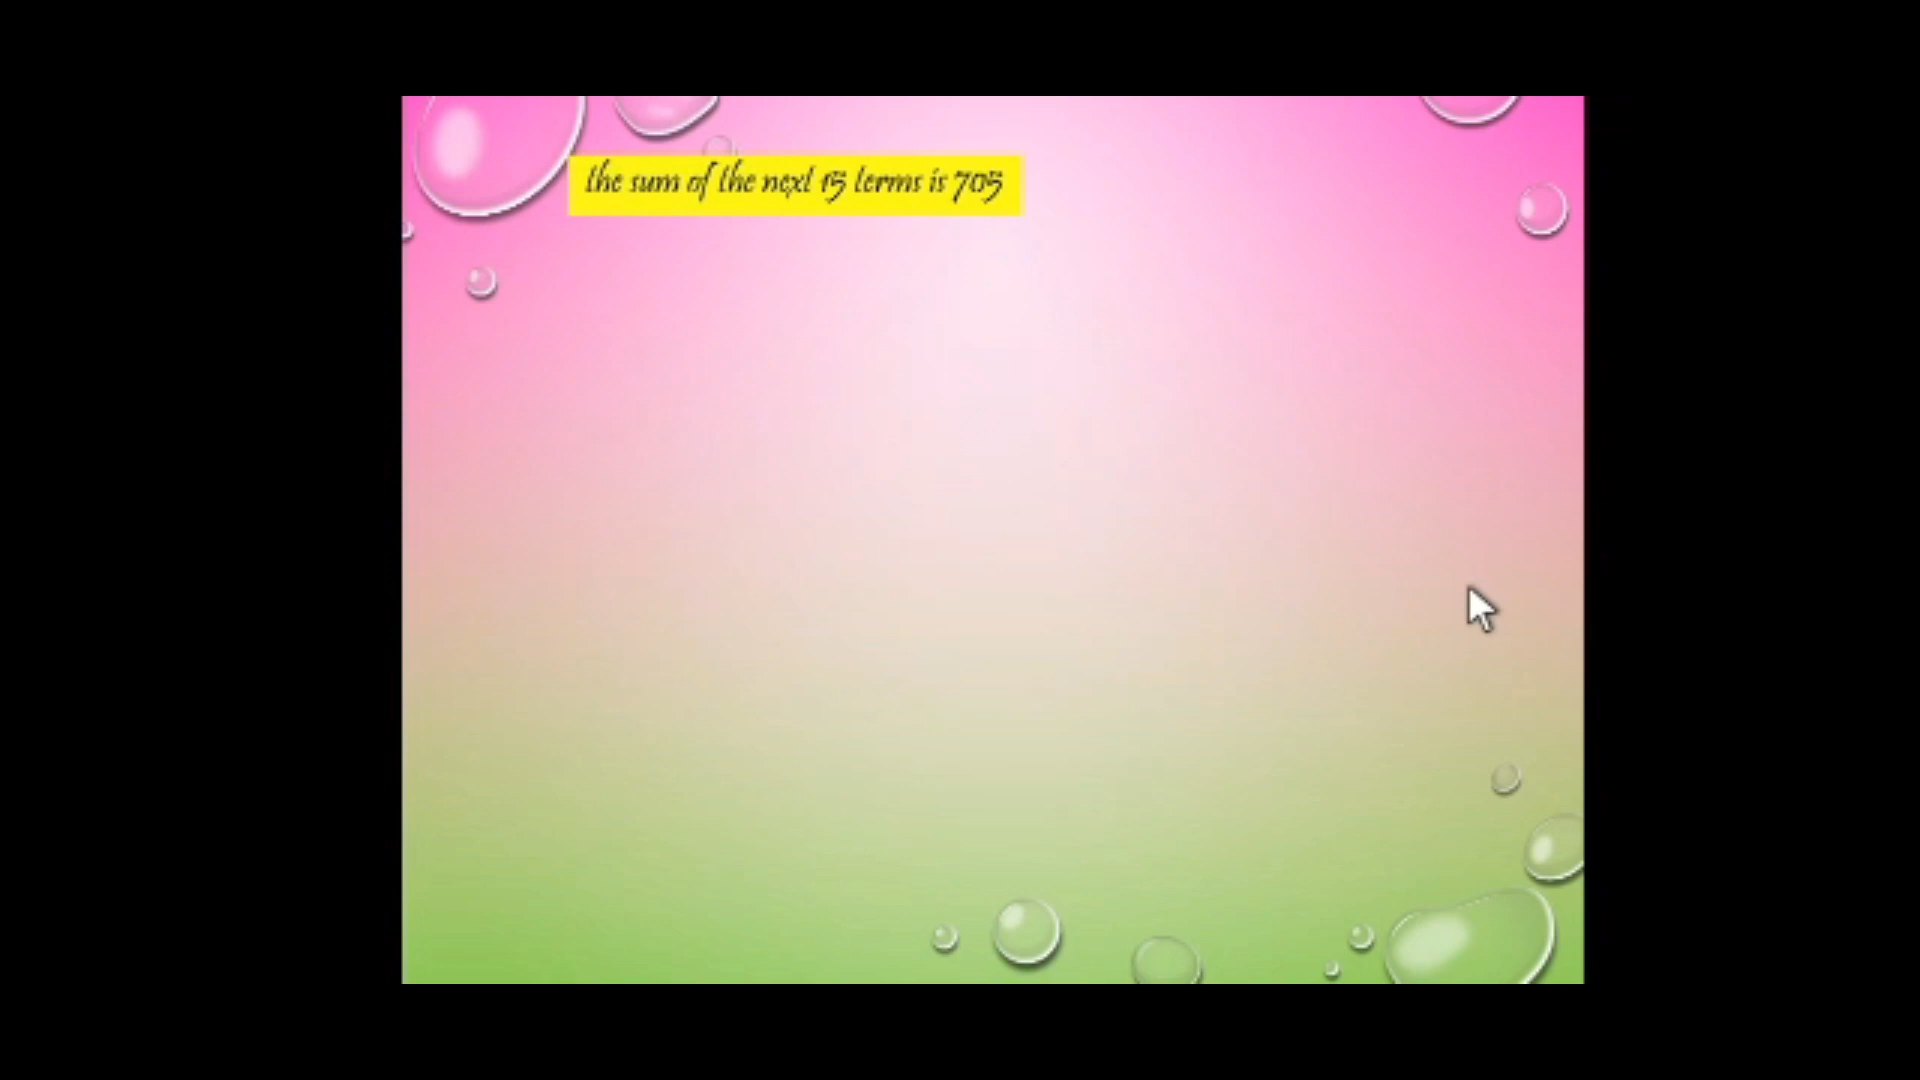 the sum of the next 15 terms is 705